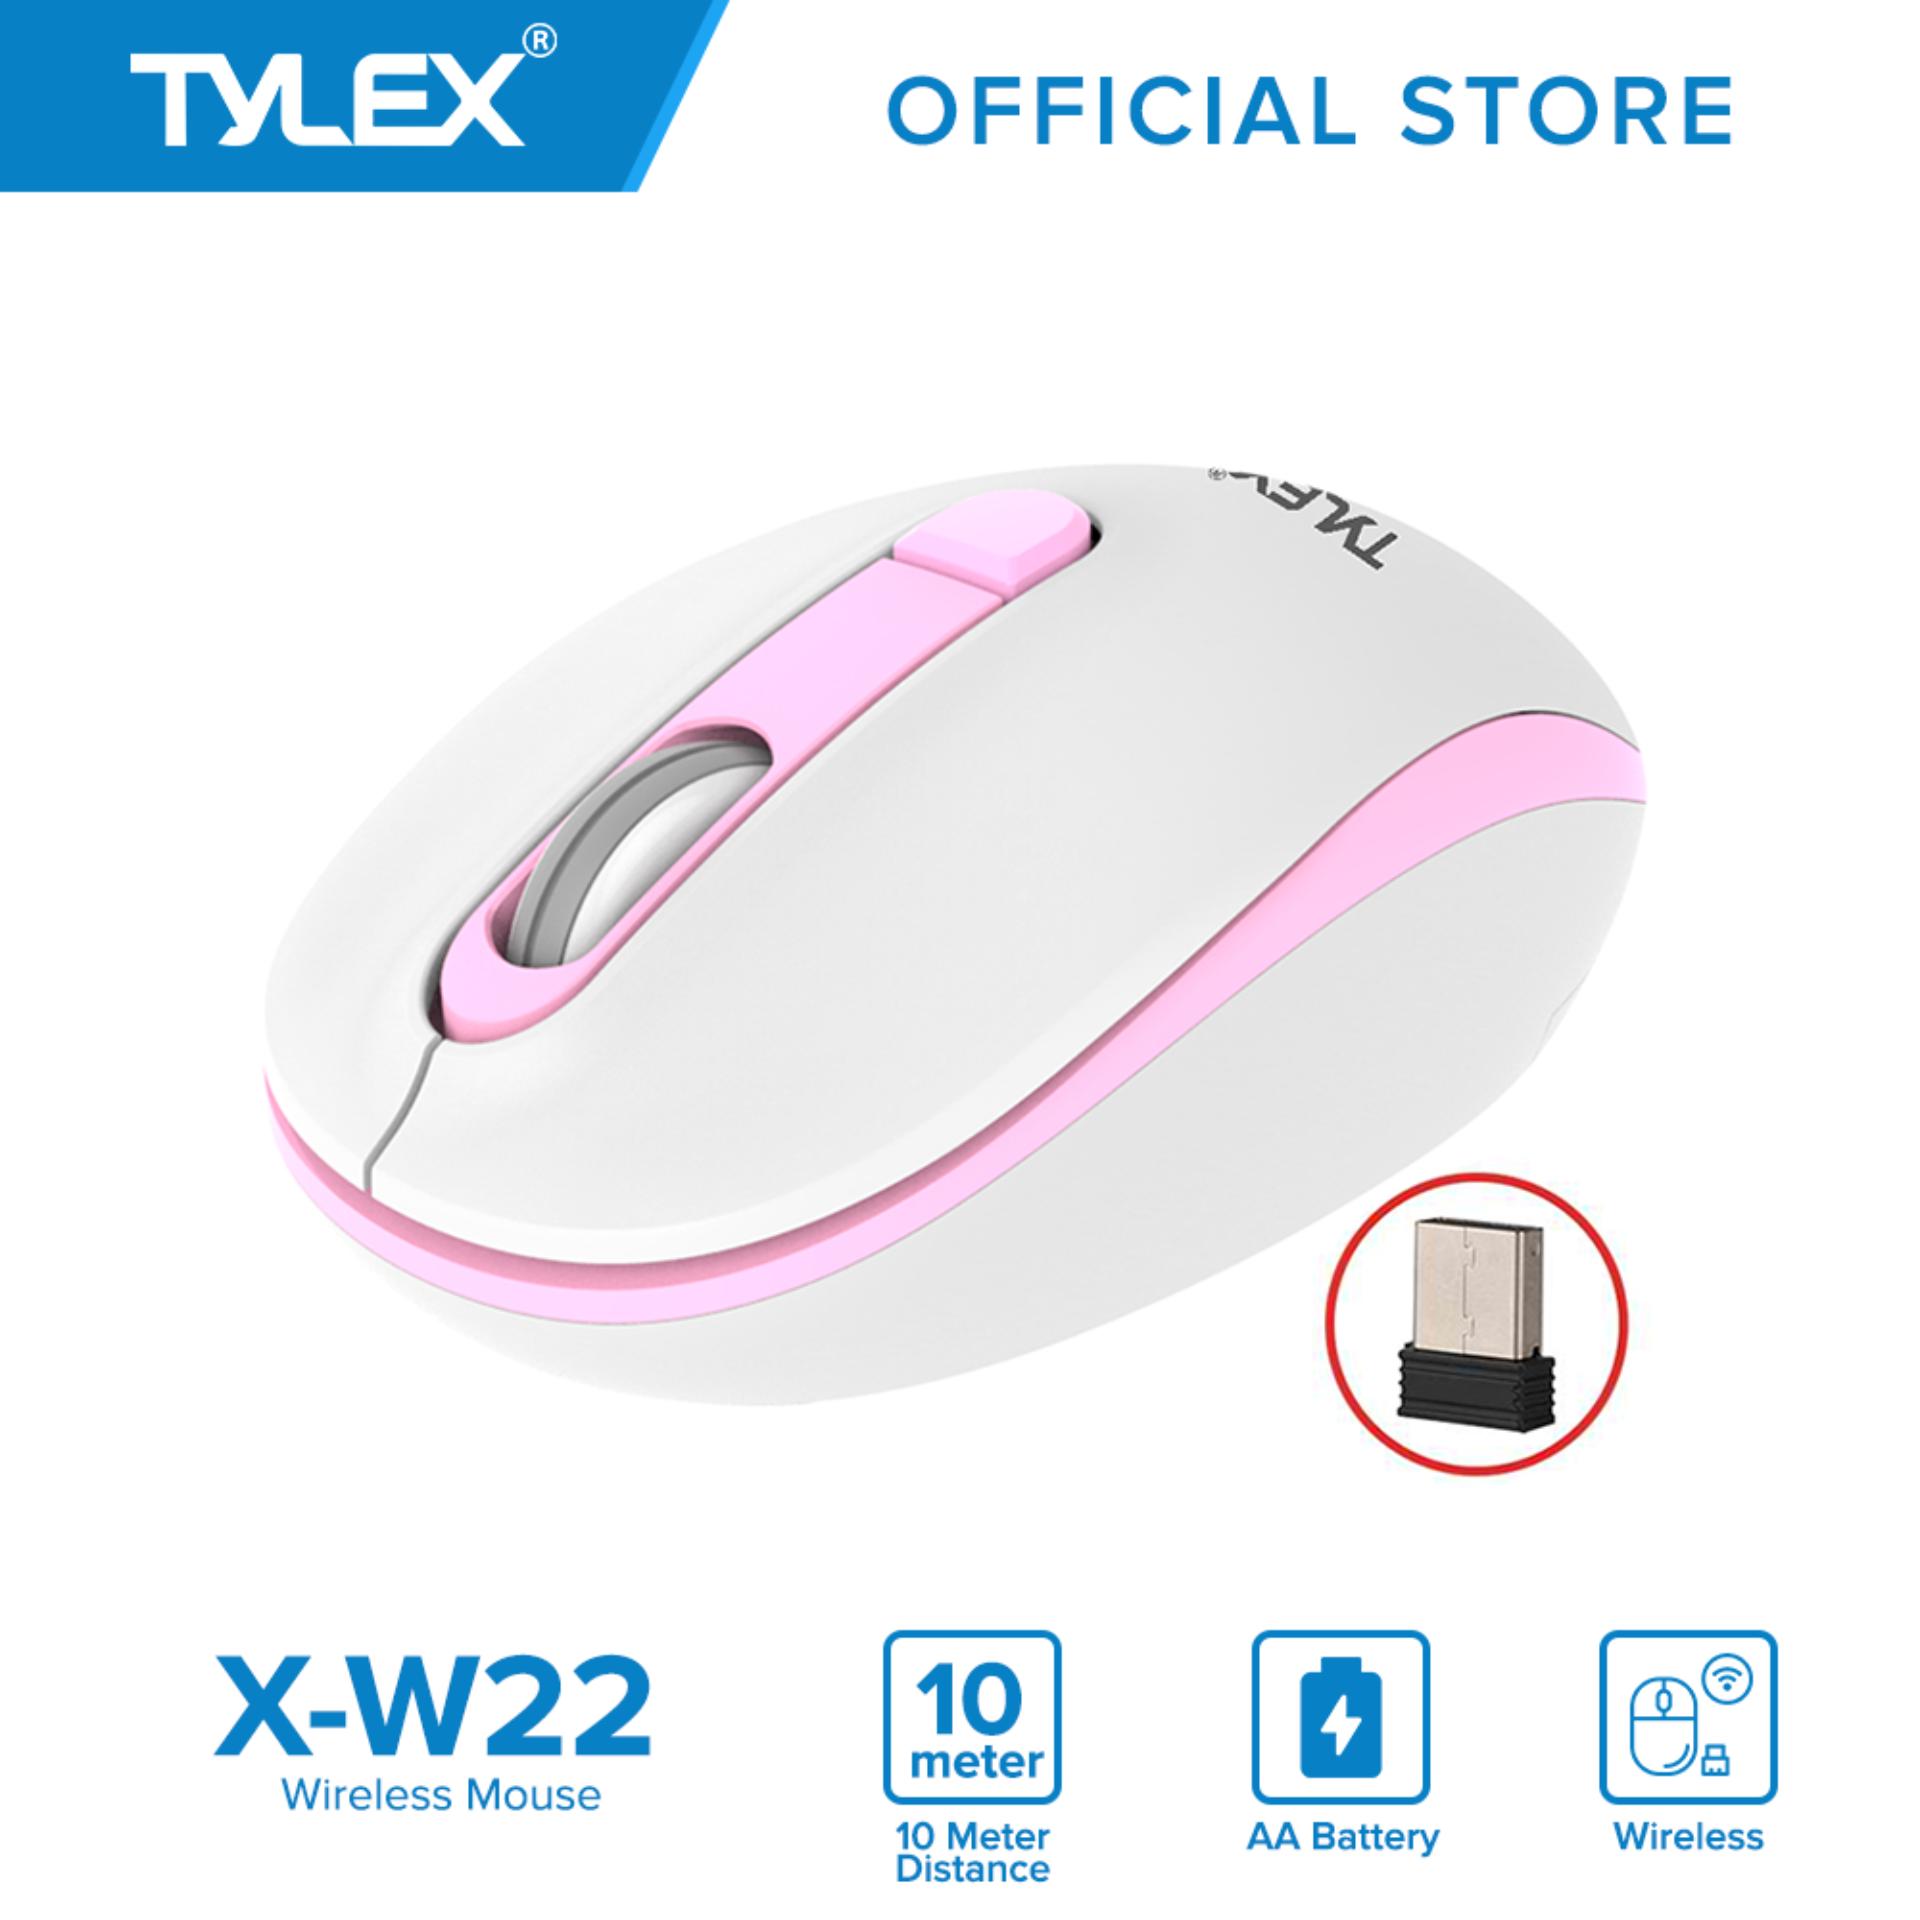 TYLEX®
OFFICIAL STORE
TYLEX®
X-W22
Wireless Mouse
10
meter
10 Meter
Distance
AA Battery
Wireless